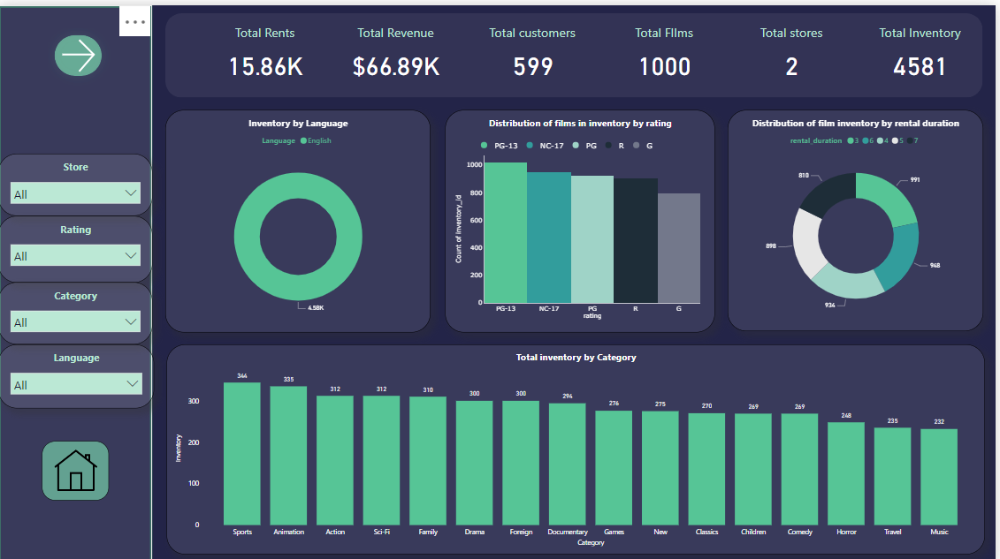 ...
Total Rents
15.86K
Total Revenue
$66.89K
Total customers
599
Total FIlms
1000
Total stores
2
Total Inventory
4581
Store
All
Rating
All
Category
All
Language
All
Inventory by Language
Language English
4.58K
Distribution of films in inventory by rating
PG-13 NC-17 PG R G
Count of inventory_id
1000
800
600
400
200
0
PG-13 NC-17 PG R G
rating
Distribution of film inventory by rental duration
rental_duration 3 6 4 5 7
810
991
898
948
934
Total inventory by Category
Inventory
300
200
100
0
344 335 312 312 310 300 300 294 276 275 270 269 269 248 235 232
Sports Animation Action Sci-Fi Family Drama Foreign Documentary Games New Classics Children Comedy Horror Travel Music
Category